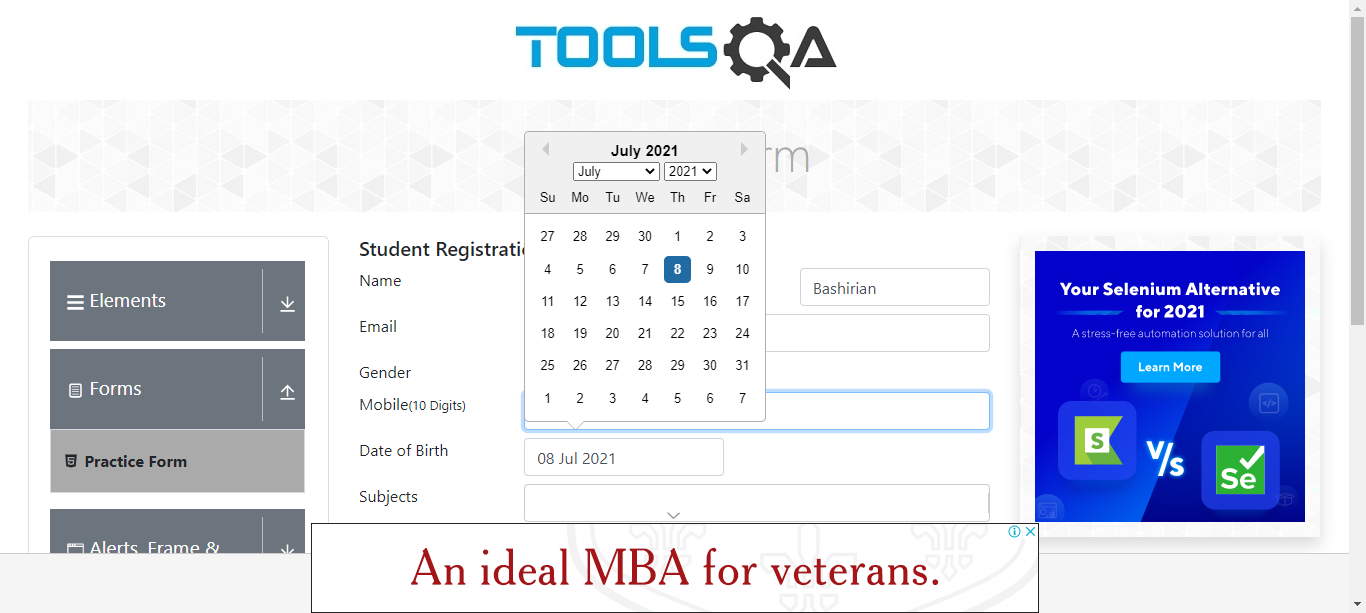 TOOLSQA
rm
July 2021
July 2021
Su Mo Tu We Th Fr Sa
27 28 29 30 1 2 3
4 5 6 7 8 9 10
11 12 13 14 15 16 17
18 19 20 21 22 23 24
25 26 27 28 29 30 31
1 2 3 4 5 6 7
Elements
Forms
Practice Form
Alerts, Frame &
Student Registrati
Name
Bashirian
Email
Gender
Mobile(10 Digits)
Date of Birth
08 Jul 2021
Subjects
Your Selenium Alternative
for 2021
A stress-free automation solution for all
Learn More
S
V/s
Se
An ideal MBA for veterans.